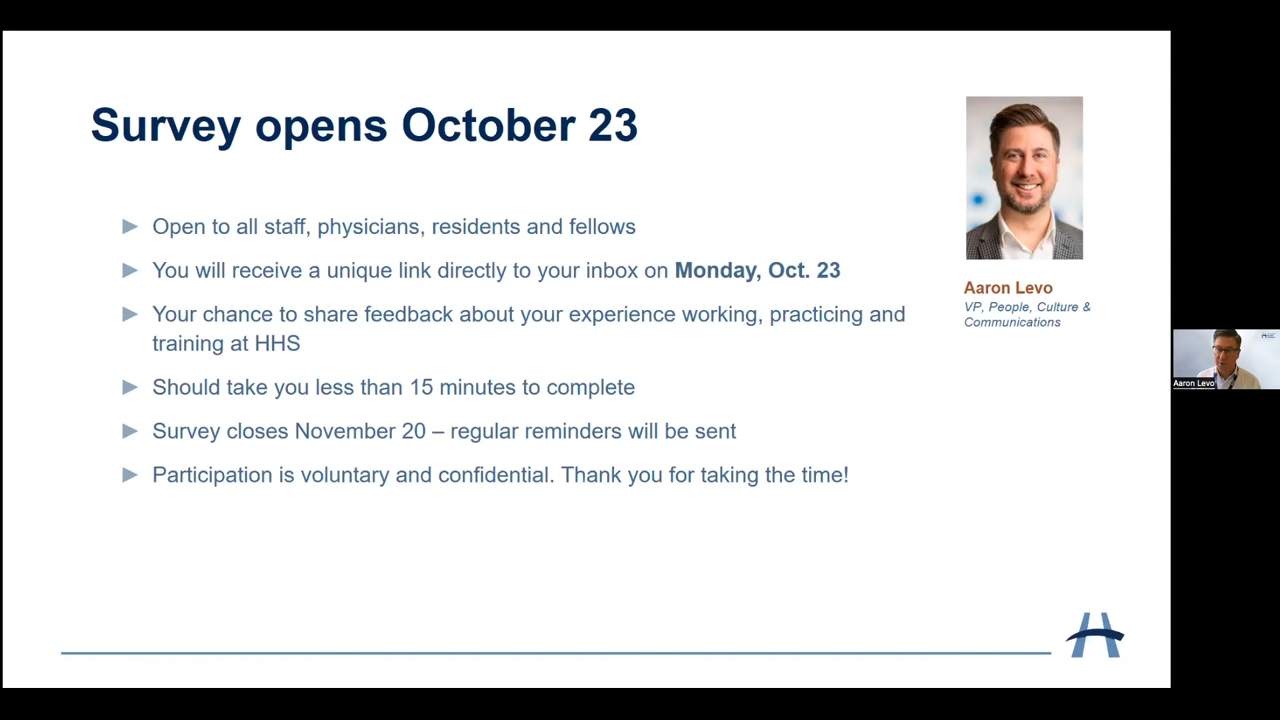 Survey opens October 23
Open to all staff, physicians, residents and fellows
You will receive a unique link directly to your inbox on Monday, Oct. 23
Your chance to share feedback about your experience working, practicing and
training at HHS
Should take you less than 15 minutes to complete
Survey closes November 20 – regular reminders will be sent
Participation is voluntary and confidential. Thank you for taking the time!
Aaron Levo
VP, People, Culture &
Communications
Aaron Levo